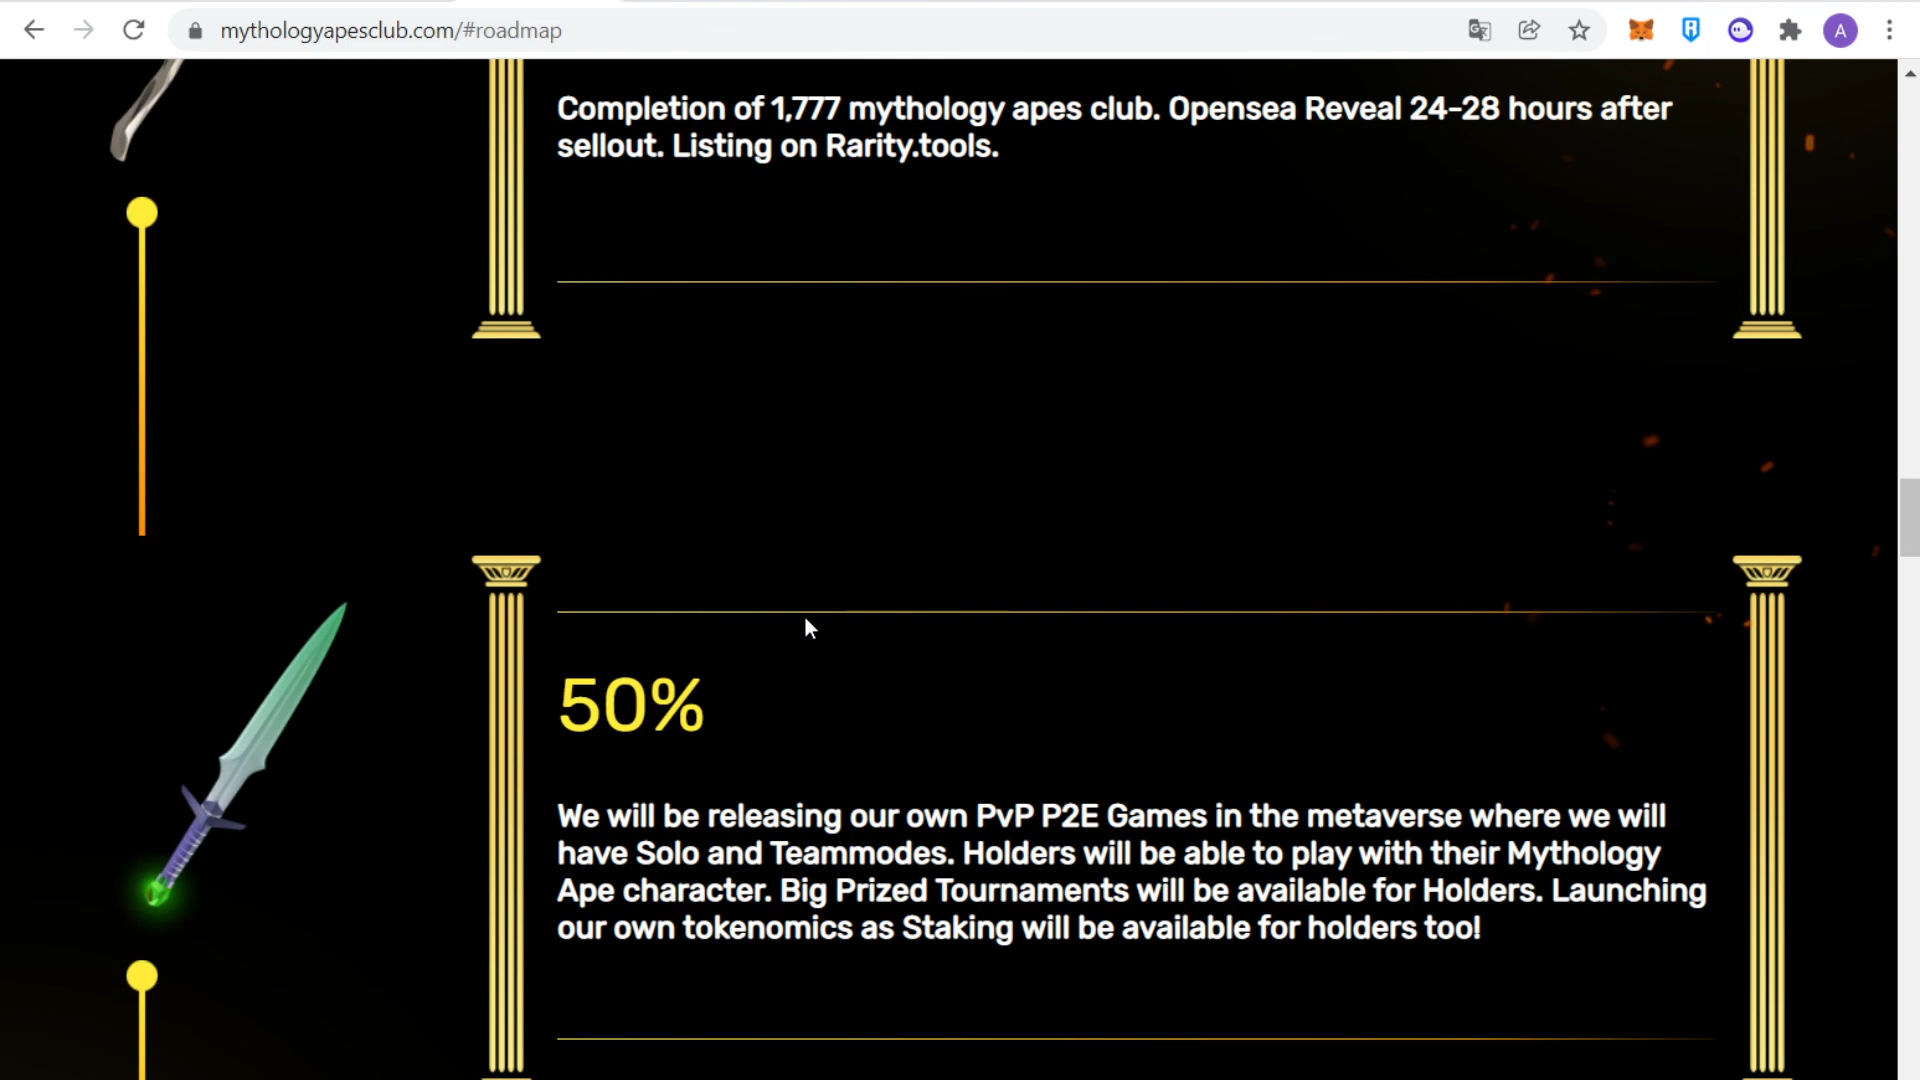 mythologyapesclub.com/#roadmap
A
Completion of 1,777 mythology apes club. Opensea Reveal 24-28 hours after
sellout. Listing on Rarity.tools.
50%
We will be releasing our own PvP P2E Games in the metaverse where we will
have Solo and Teammodes. Holders will be able to play with their Mythology
Ape character. Big Prized Tournaments will be available for Holders. Launching
our own tokenomics as Staking will be available for holders too!